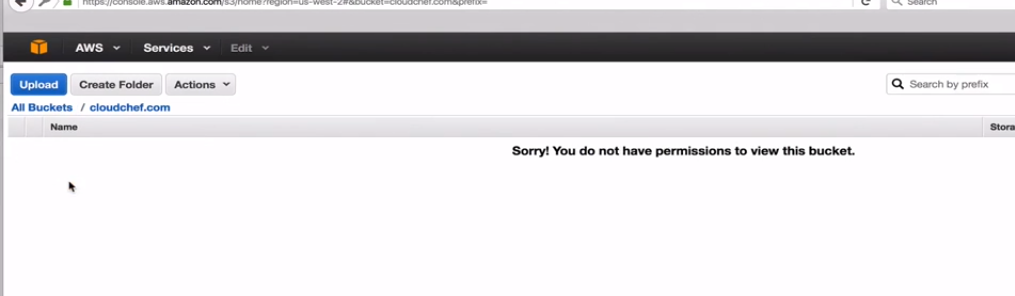 https://console.aws.amazon.com/s3/home?region=us-west-2#&bucket=cloudchef.com&prefix=
Search
AWS Services Edit
Upload Create Folder Actions
Search by prefix
All Buckets / cloudchef.com
Name
Stora
Sorry! You do not have permissions to view this bucket.